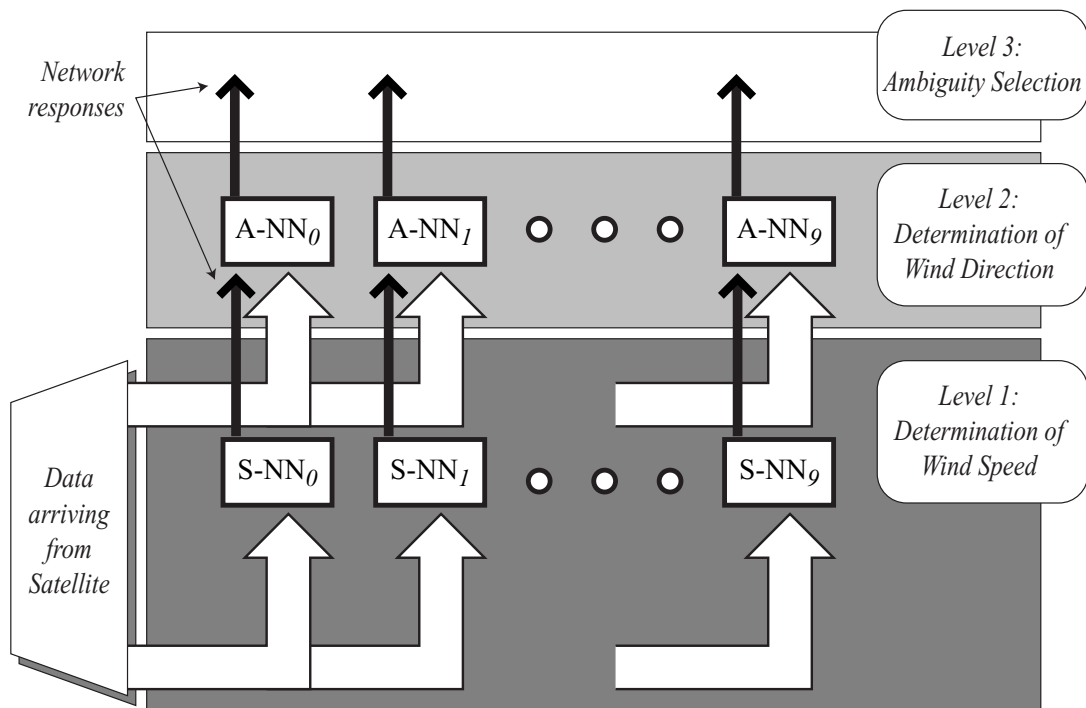 Level 3:
Ambiguity Selection
Network
responses
A-NN0
A-NN1
A-NN9
Level 2:
Determination of
Wind Direction
S-NN0
S-NN1
S-NN9
Level 1:
Determination of
Wind Speed
Data
arriving
from
Satellite